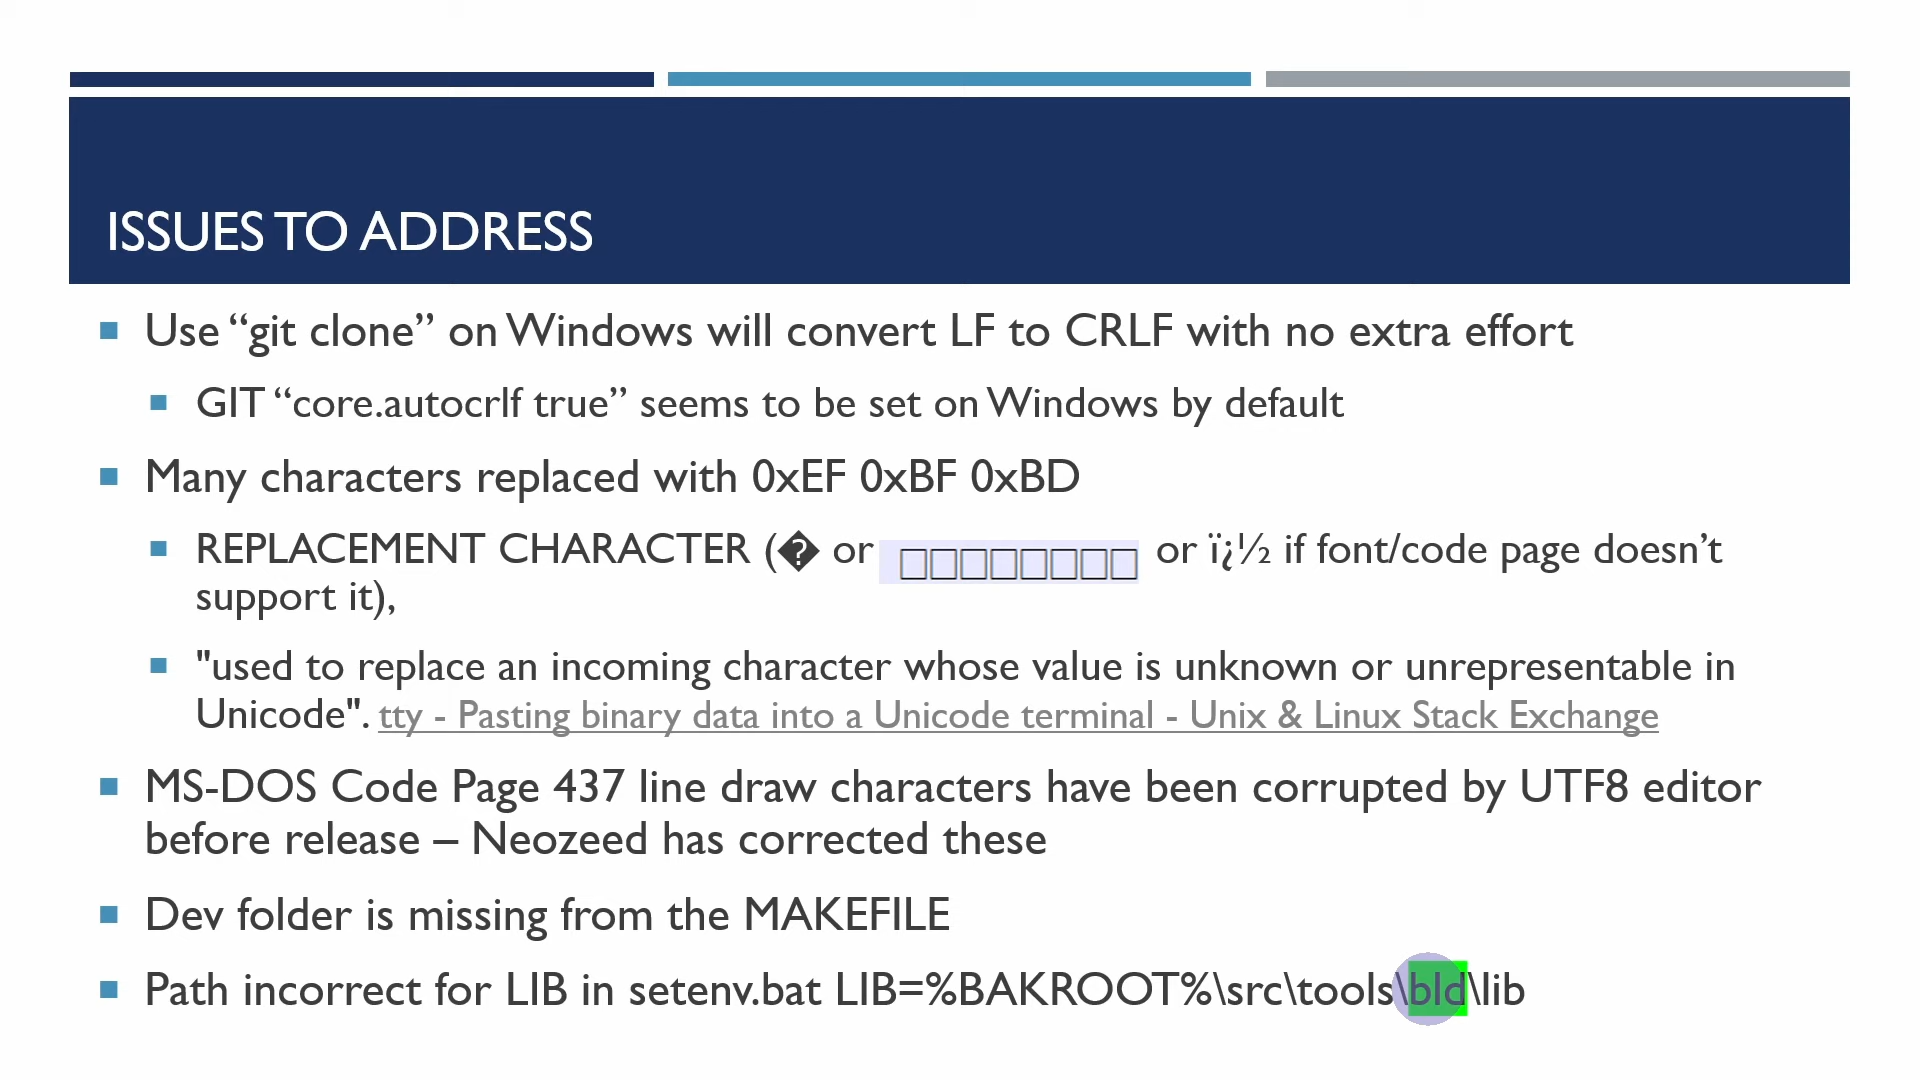 ISSUES TO ADDRESS
Use “git clone” on Windows will convert LF to CRLF with no extra effort
GIT “core.autocrlf true” seems to be set on Windows by default
Many characters replaced with 0xEF 0xBF 0xBD
REPLACEMENT CHARACTER (� or □□□□□□□□ or ï¿½ if font/code page doesn’t
support it),
"used to replace an incoming character whose value is unknown or unrepresentable in
Unicode". tty - Pasting binary data into a Unicode terminal - Unix & Linux Stack Exchange
MS-DOS Code Page 437 line draw characters have been corrupted by UTF8 editor
before release – Neozeed has corrected these
Dev folder is missing from the MAKEFILE
Path incorrect for LIB in setenv.bat LIB=%BAKROOT%\src\tools\bld\lib